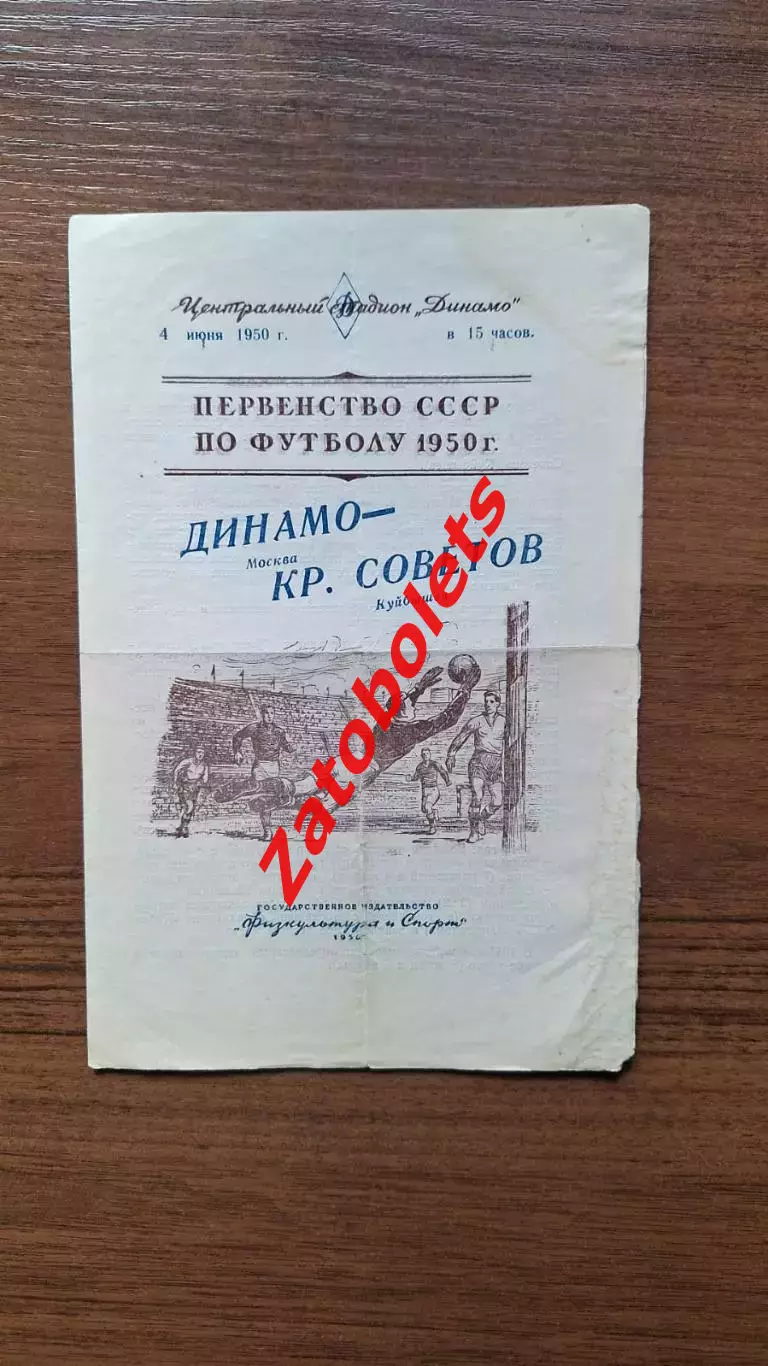 Центральный стадион „Динамо"
4 июня 1950 г. в 15 часов.
ПЕРВЕНСТВО СССР
ПО ФУТБОЛУ 1950 г.
ДИНАМО—
Москва
КР. СОВЕТОВ
Zatobolets
ГОСУДАРСТВЕННОЕ ИЗДАТЕЛЬСТВО
„Физкультура и Спорт"
1950